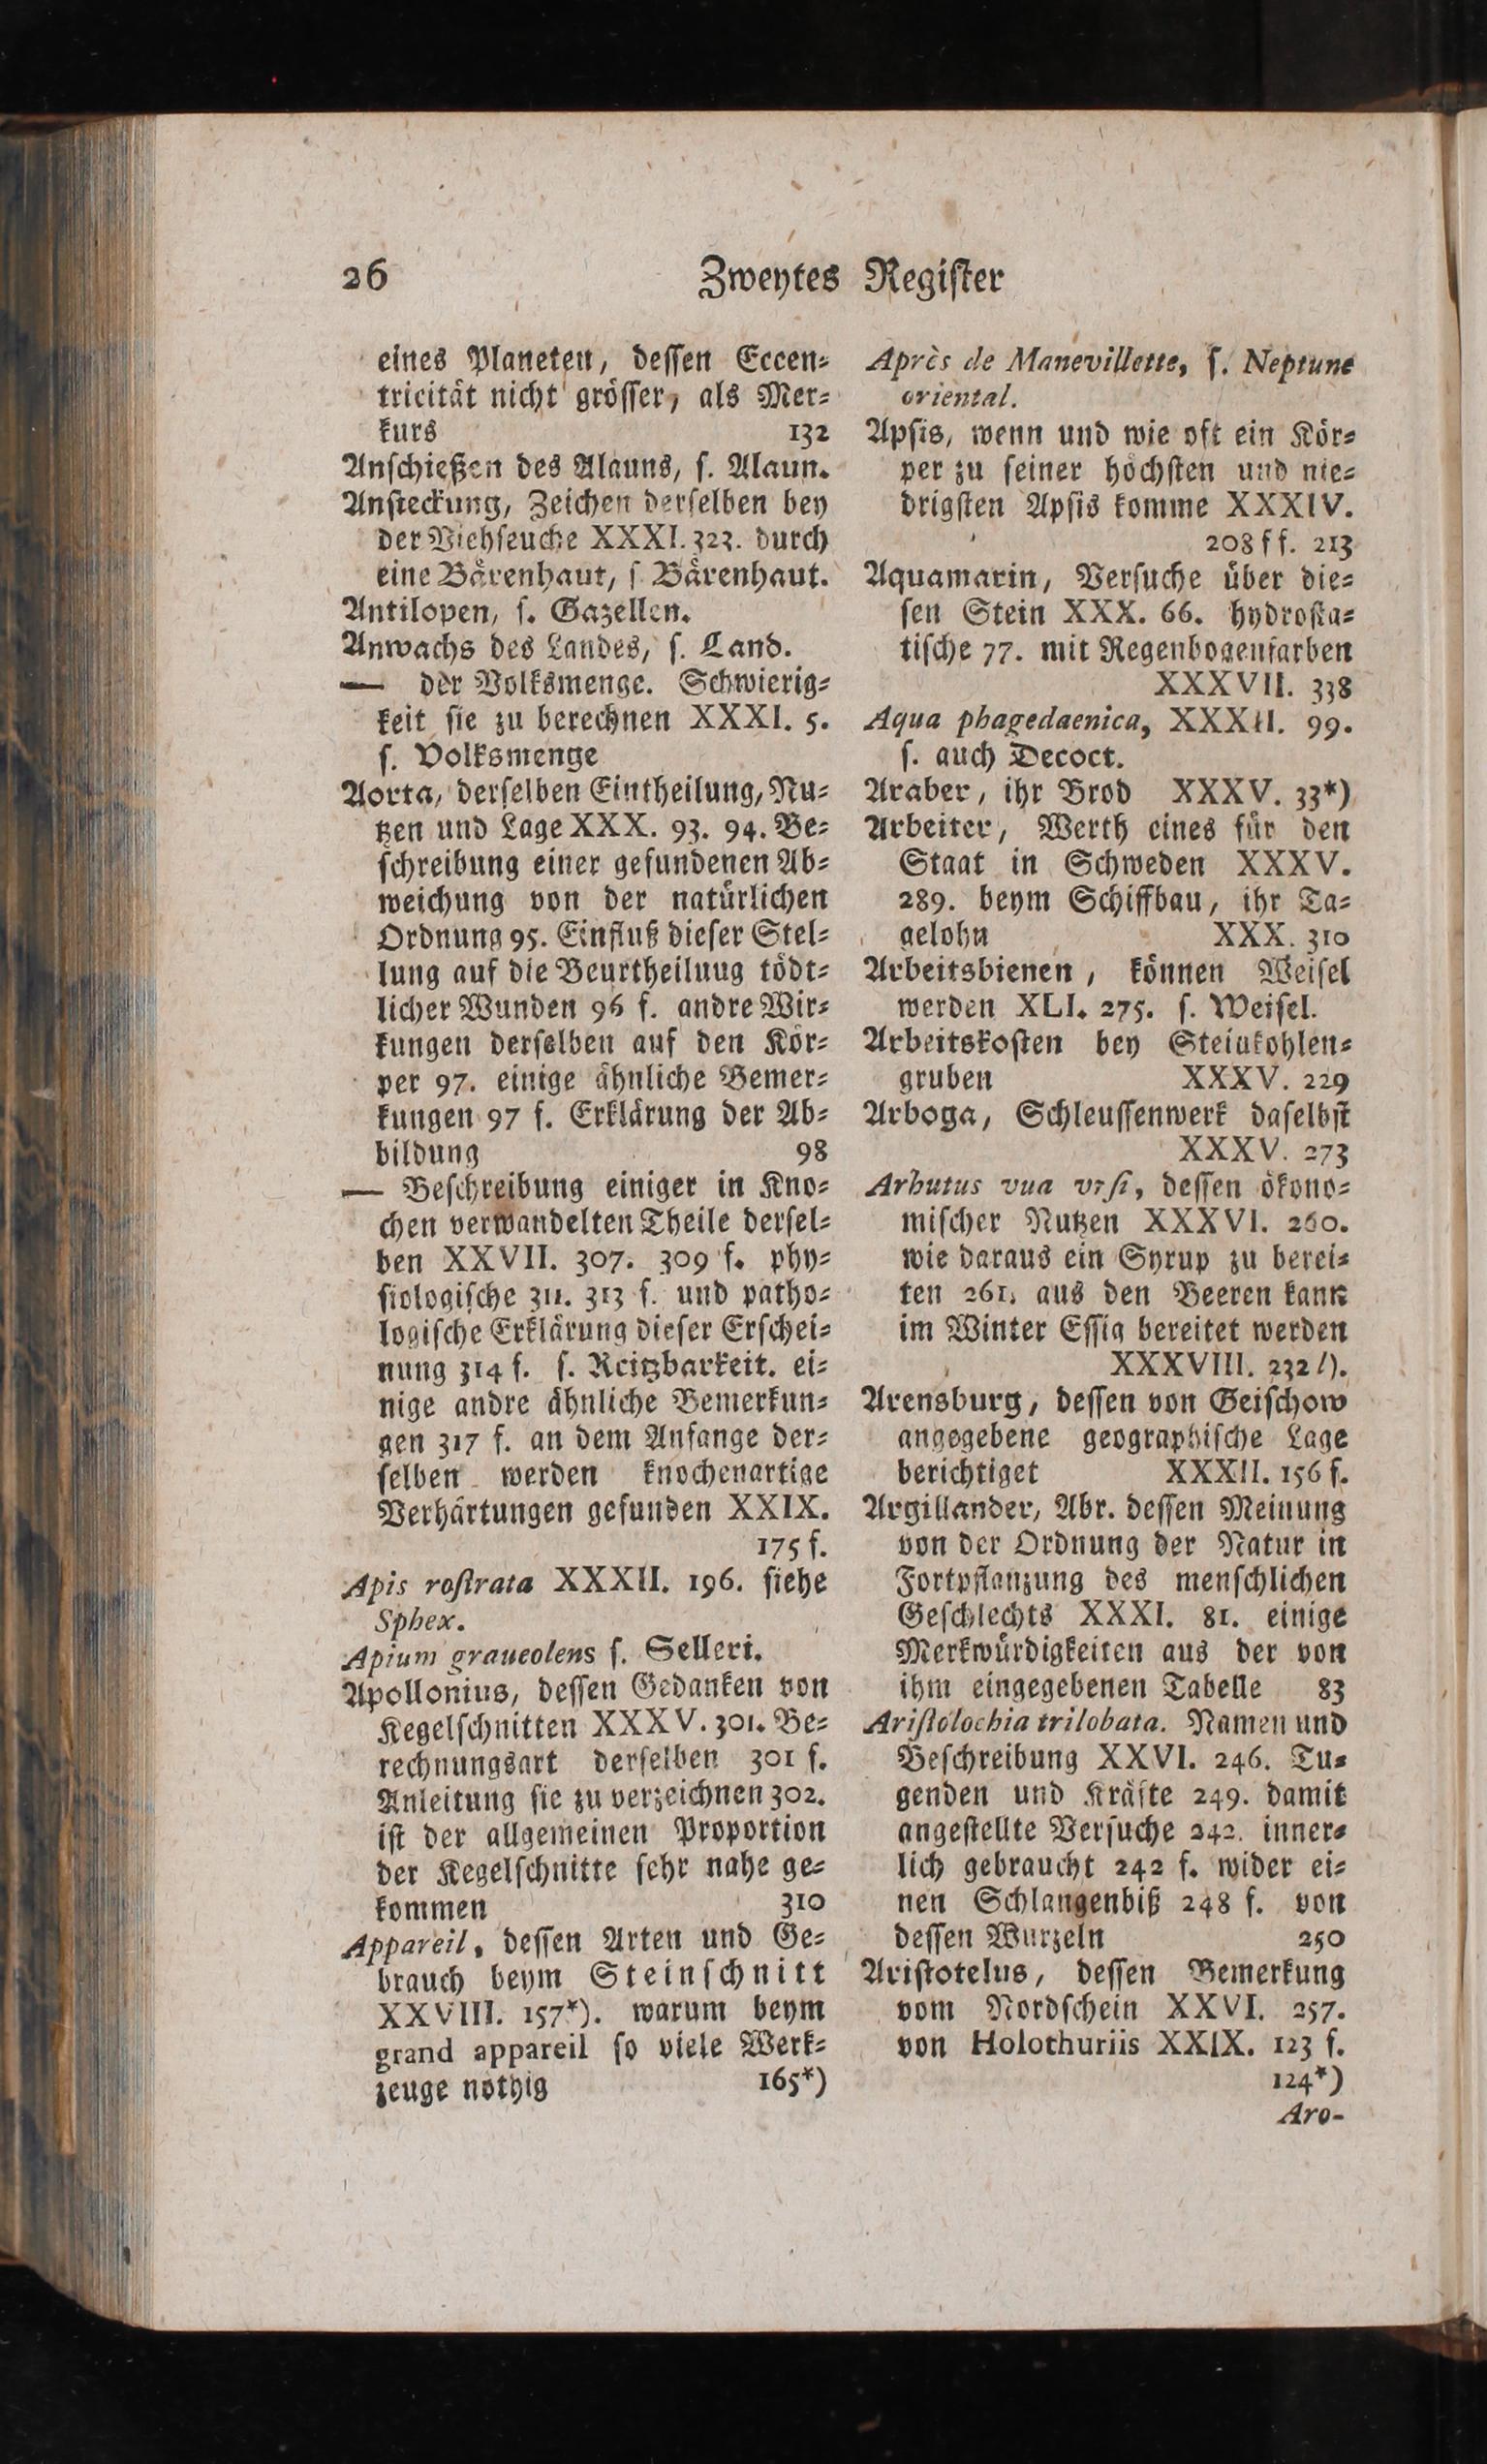 26 Zweytes Register
eines Planeten, dessen Eccen-
tricität nicht grösser, als Mer-
kurs 132
Anschießen des Alauns, s. Alaun.
Ansteckung, Zeichen derselben bey
der Viehseuche XXXI. 323. durch
eine Bärenhaut, s Bärenhaut.
Antilopen, s. Gazellen.
Anwachs des Landes, s. Land.
— der Volksmenge. Schwierig-
keit sie zu berechnen XXXI. 5.
s. Volksmenge
Aorta, derselben Eintheilung, Nu-
tzen und Lage XXX. 93. 94. Be-
schreibung einer gefundenen Ab-
weichung von der natürlichen
Ordnung 95. Einfluß dieser Stel-
lung auf die Beurtheiluug tödt-
licher Wunden 96 f. andre Wir-
kungen derselben auf den Kör-
per 97. einige ähnliche Bemer-
kungen 97 f. Erklärung der Ab-
bildung 98
— Beschreibung einiger in Kno-
chen verwandelten Theile dersel-
ben XXVII. 307. 309 f. phy-
siologische 311. 313 f. und patho-
logische Erklärung dieser Erschei-
nung 314 f. s. Reitzbarkeit. ei-
nige andre ähnliche Bemerkun-
gen 317 f. an dem Anfange der-
selben werden knochenartige
Verhärtungen gefunden XXIX.
175 f.
Apis rostrata XXXII. 196. siehe
Sphex.
Apium graueolens s. Selleri.
Apollonius, dessen Gedanken von
Kegelschnitten XXXV. 301. Be-
rechnungsart derselben 301 f.
Anleitung sie zu verzeichnen 302.
ist der allgemeinen Proportion
der Kegelschnitte sehr nahe ge-
kommen 310
Appareil, dessen Arten und Ge-
brauch beym Steinschnitt
XXVIII. 157*). warum beym
grand appareil so viele Werk-
zeuge nöthig 165*)
Après de Manevillette, s. Neptune
oriental.
Apsis, wenn und wie oft ein Kör-
per zu seiner höchsten und nie-
drigsten Apsis komme XXXIV.
208 ff. 213
Aquamarin, Versuche über die-
sen Stein XXX. 66. hydrosta-
tische 77. mit Regenbogenfarben
XXXVII. 338
Aqua phagedaenica, XXXII. 99.
s. auch Decoct.
Araber, ihr Brod XXXV. 33*)
Arbeiter, Werth eines für den
Staat in Schweden XXXV.
289. beym Schiffbau, ihr Ta-
gelohn XXX. 310
Arbeitsbienen, können Weisel
werden XLI. 275. s. Weisel.
Arbeitskosten bey Steinkohlen-
gruben XXXV. 229
Arboga, Schleussenwerk daselbst
XXXV. 273
Arbutus vua vrsi, dessen ökono-
mischer Nutzen XXXVI. 260.
wie daraus ein Syrup zu berei-
ten 261. aus den Beeren kann
im Winter Essig bereitet werden
XXXVIII. 232 l).
Arensburg, dessen von Geischow
angegebene geographische Lage
berichtiget XXXII. 156 f.
Argillander, Abr. dessen Meinung
von der Ordnung der Natur in
Fortpflanzung des menschlichen
Geschlechts XXXI. 81. einige
Merkwürdigkeiten aus der von
ihm eingegebenen Tabelle 83
Aristolochia trilobata. Namen und
Beschreibung XXVI. 246. Tu-
genden und Kräfte 249. damit
angestellte Versuche 242. inner-
lich gebraucht 242 f. wider ei-
nen Schlangenbiß 248 f. von
dessen Wurzeln 250
Aristotelus, dessen Bemerkung
vom Nordschein XXVI. 257.
von Holothuriis XXIX. 123 f.
124*)
Aro-